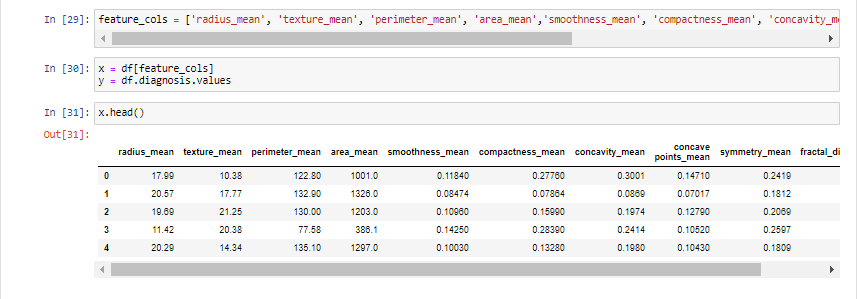 In [29]: feature_cols = ['radius_mean', 'texture_mean', 'perimeter_mean', 'area_mean','smoothness_mean', 'compactness_mean', 'concavity_m
In [30]: x = df[feature_cols]
y = df.diagnosis.values
In [31]: x.head()
Out[31]:
radius_mean texture_mean perimeter_mean area_mean smoothness_mean compactness_mean concavity_mean concave points_mean symmetry_mean fractal_di
0 17.99 10.38 122.80 1001.0 0.11840 0.27760 0.3001 0.14710 0.2419
1 20.57 17.77 132.90 1326.0 0.08474 0.07864 0.0869 0.07017 0.1812
2 19.69 21.25 130.00 1203.0 0.10960 0.15990 0.1974 0.12790 0.2069
3 11.42 20.38 77.58 386.1 0.14250 0.28390 0.2414 0.10520 0.2597
4 20.29 14.34 135.10 1297.0 0.10030 0.13280 0.1980 0.10430 0.1809